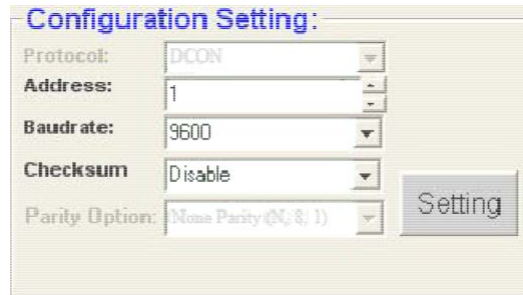 Configuration Setting:
Protocol: DCON
Address: 1
Baudrate: 9600
Checksum Disable
Parity Option: None Parity (N, 8, 1)
Setting